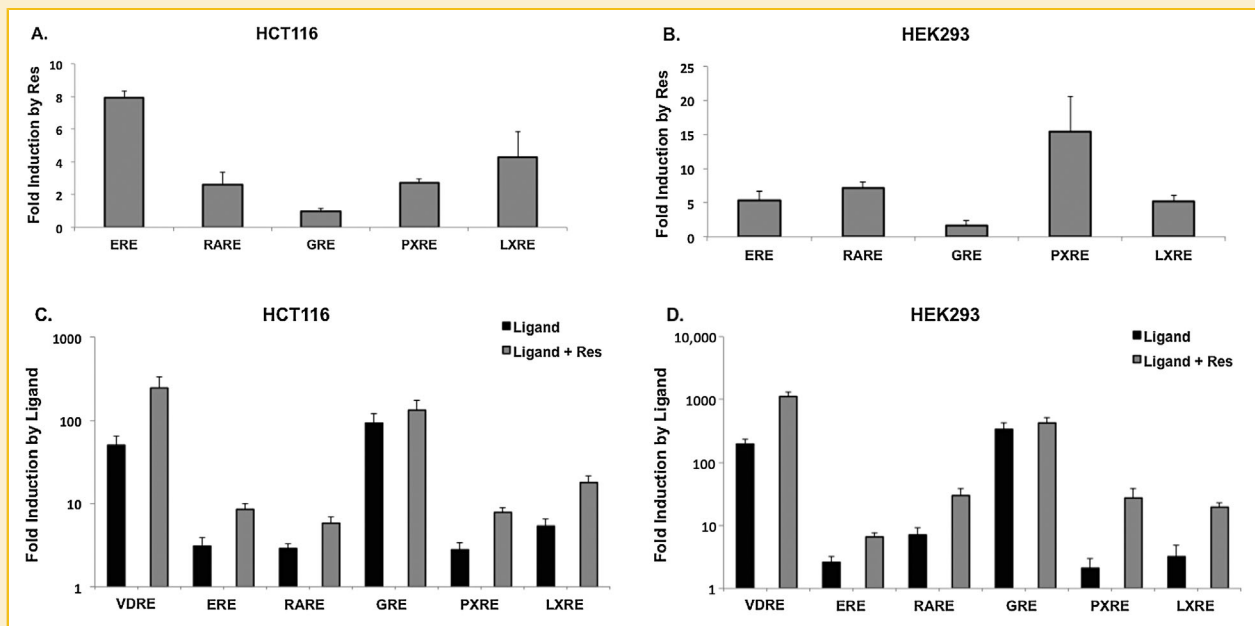 A.
HCT116
Fold Induction by Res
10
8
6
4
2
0
ERE RARE GRE PXRE LXRE
B.
HEK293
Fold Induction by Res
25
20
15
10
5
0
ERE RARE GRE PXRE LXRE
C.
HCT116
Ligand
Ligand + Res
Fold Induction by Ligand
1000
100
10
1
VDRE ERE RARE GRE PXRE LXRE
D.
HEK293
Ligand
Ligand + Res
Fold Induction by Ligand
10,000
1000
100
10
1
VDRE ERE RARE GRE PXRE LXRE